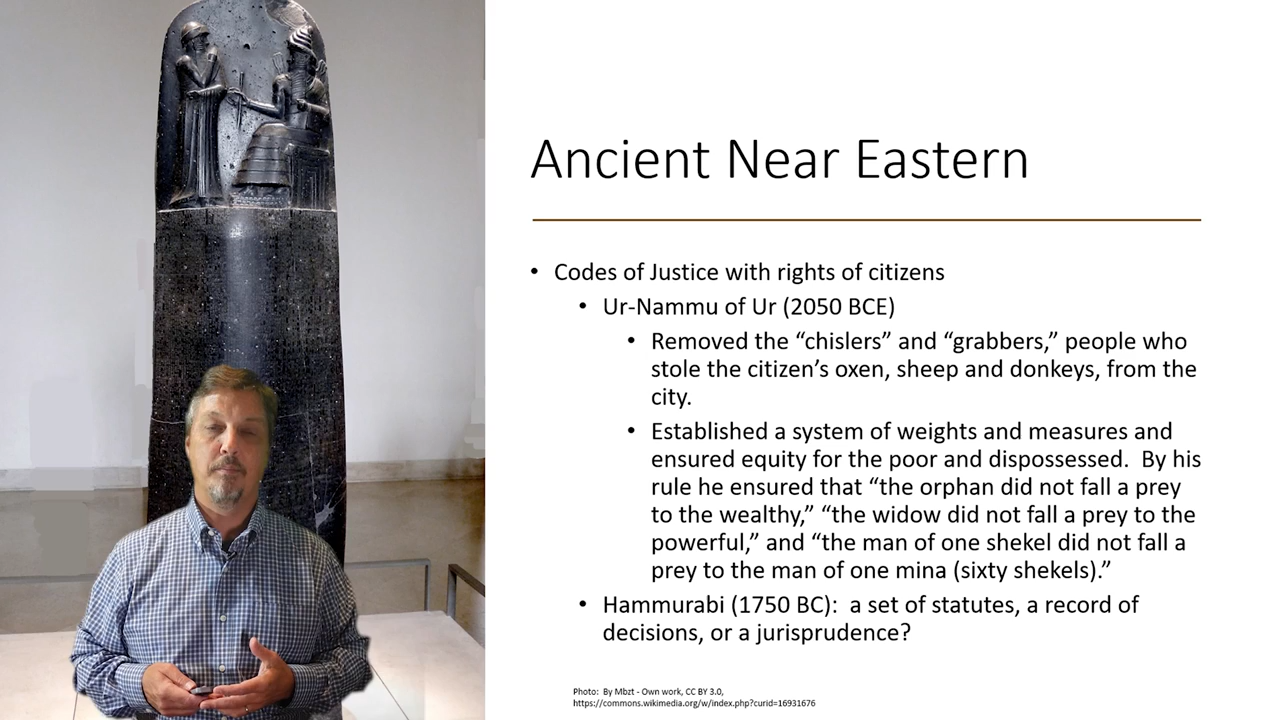 Ancient Near Eastern
• Codes of Justice with rights of citizens
• Ur-Nammu of Ur (2050 BCE)
• Removed the “chislers” and “grabbers,” people who
stole the citizen’s oxen, sheep and donkeys, from the
city.
• Established a system of weights and measures and
ensured equity for the poor and dispossessed.  By his
rule he ensured that “the orphan did not fall a prey
to the wealthy,” “the widow did not fall a prey to the
powerful,” and “the man of one shekel did not fall a
prey to the man of one mina (sixty shekels).”
• Hammurabi (1750 BC):  a set of statutes, a record of
decisions, or a jurisprudence?
Photo:  By Mbzt - Own work, CC BY 3.0,
https://commons.wikimedia.org/w/index.php?curid=16931676